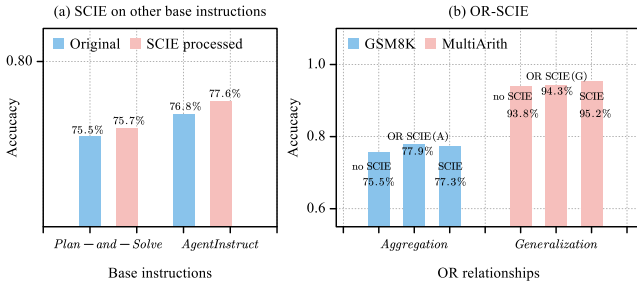 (a) SCIE on other base instructions
Original
SCIE processed
0.80
77.6%
76.8%
75.7%
75.5%
Accucacy
Plan − and − Solve
AgentInstruct
Base instructions
(b) OR-SCIE
GSM8K
MultiArith
1.0
0.8
0.6
Accucacy
OR SCIE(G)
94.3%
no SCIE
93.8%
SCIE
95.2%
OR SCIE(A)
77.9%
no SCIE
75.5%
SCIE
77.3%
Aggregation
Generalization
OR relationships